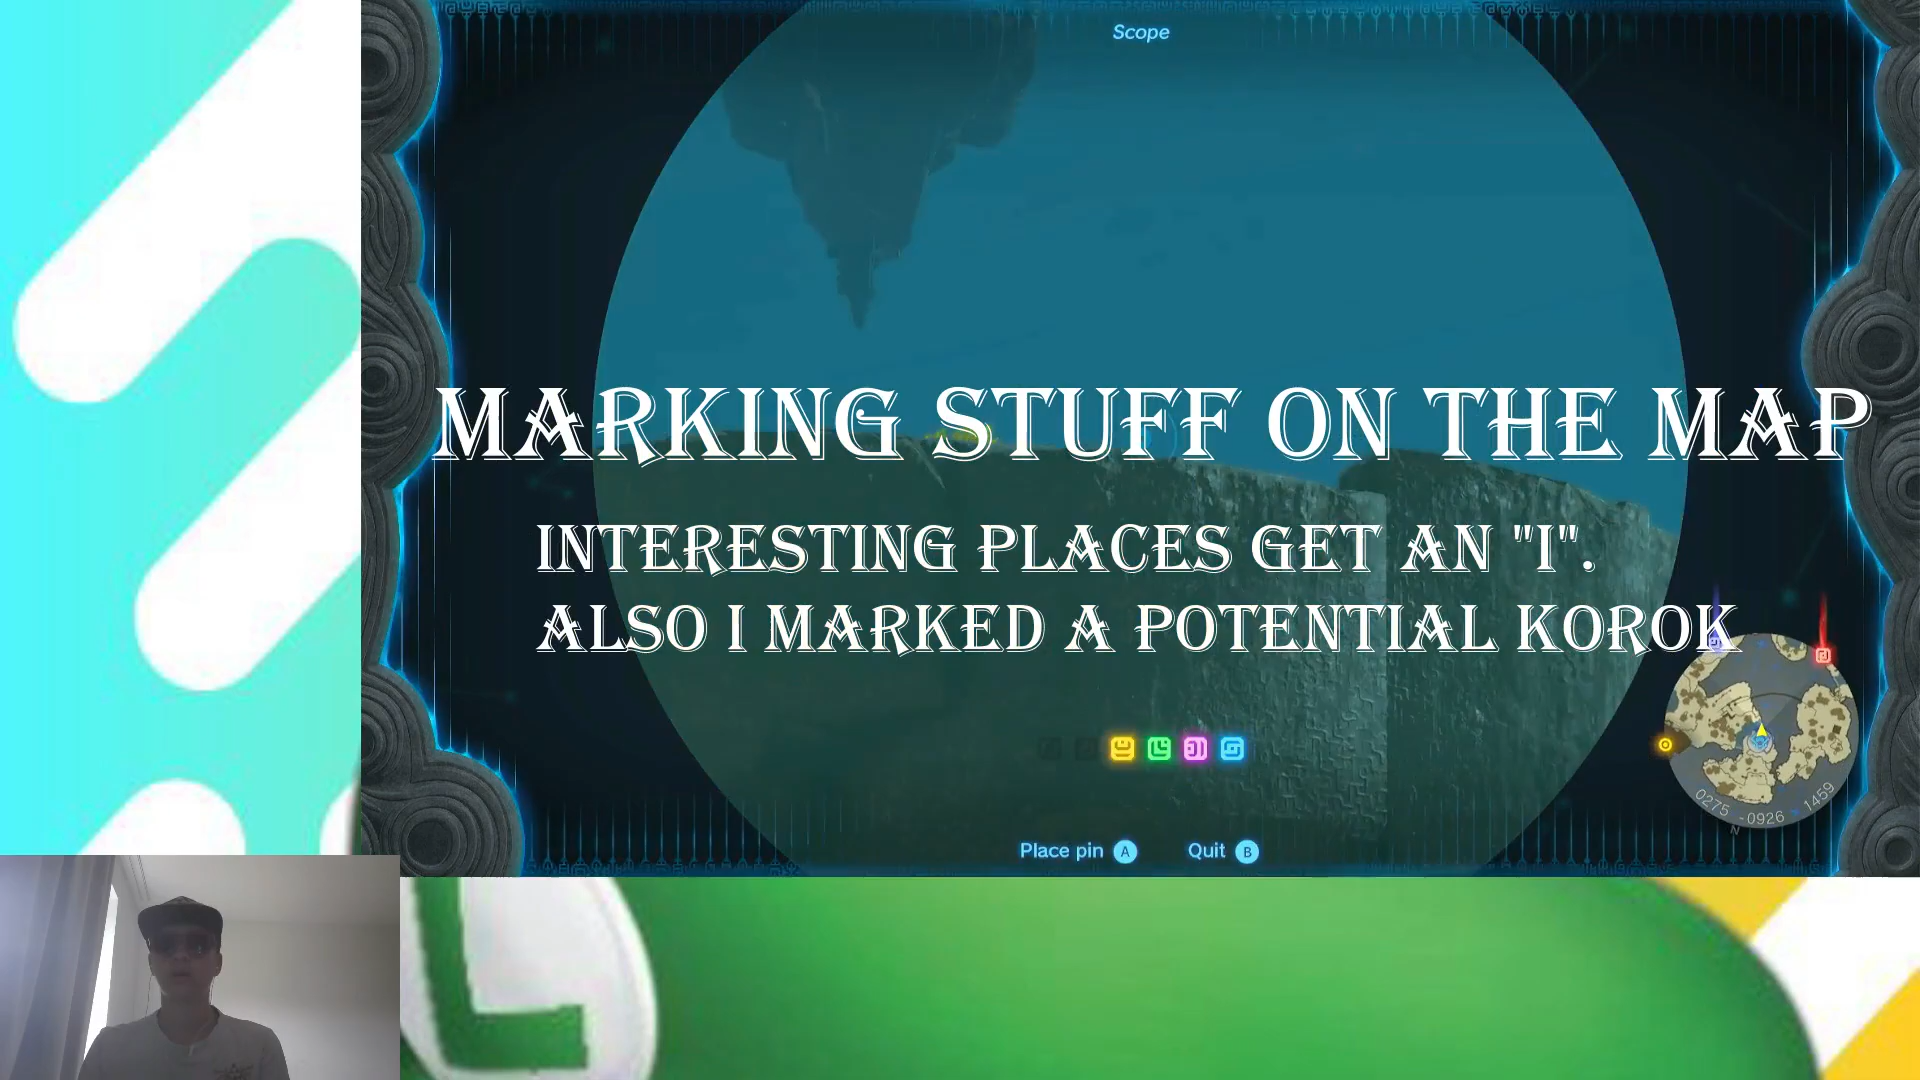 Scope
MARKING STUFF ON THE MAP
INTERESTING PLACES GET AN "I".
ALSO I MARKED A POTENTIAL KOROK
Place pin A Quit B
0275 -0926 1459
N
L